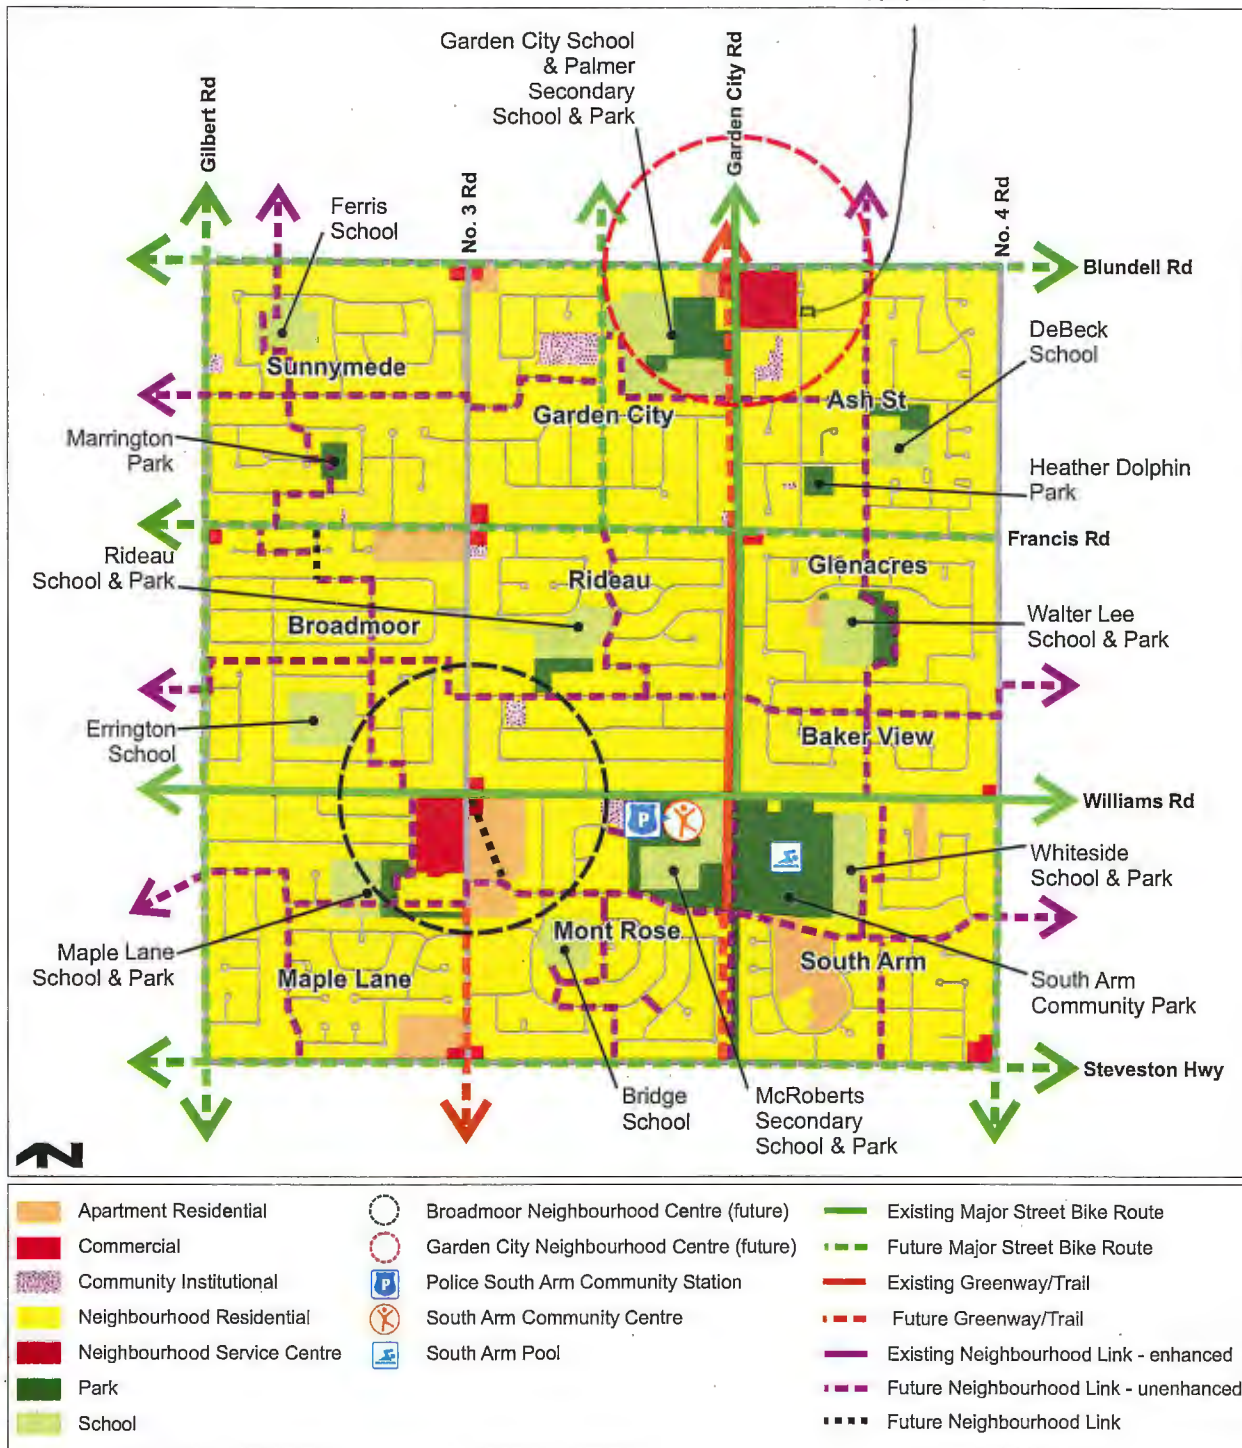 Garden City School
& Palmer
Secondary
School & Park
Garden City Rd
Gilbert Rd
No. 3 Rd
No. 4 Rd
Ferris
School
Blundell Rd
DeBeck
School
Sunnymede
Garden City
Ash St
Marrington
Park
Heather Dolphin
Park
Francis Rd
Rideau
School & Park
Rideau
Glenacres
Broadmoor
Walter Lee
School & Park
Errington
School
Baker View
Williams Rd
P
Whiteside
School & Park
Mont Rose
Maple Lane
School & Park
Maple Lane
South Arm
South Arm
Community Park
Steveston Hwy
Bridge
School
McRoberts
Secondary
School & Park
N
Apartment Residential
Commercial
Community Institutional
Neighbourhood Residential
Neighbourhood Service Centre
Park
School
Broadmoor Neighbourhood Centre (future)
Garden City Neighbourhood Centre (future)
P
Police South Arm Community Station
South Arm Community Centre
South Arm Pool
Existing Major Street Bike Route
Future Major Street Bike Route
Existing Greenway/Trail
Future Greenway/Trail
Existing Neighbourhood Link - enhanced
Future Neighbourhood Link - unenhanced
Future Neighbourhood Link